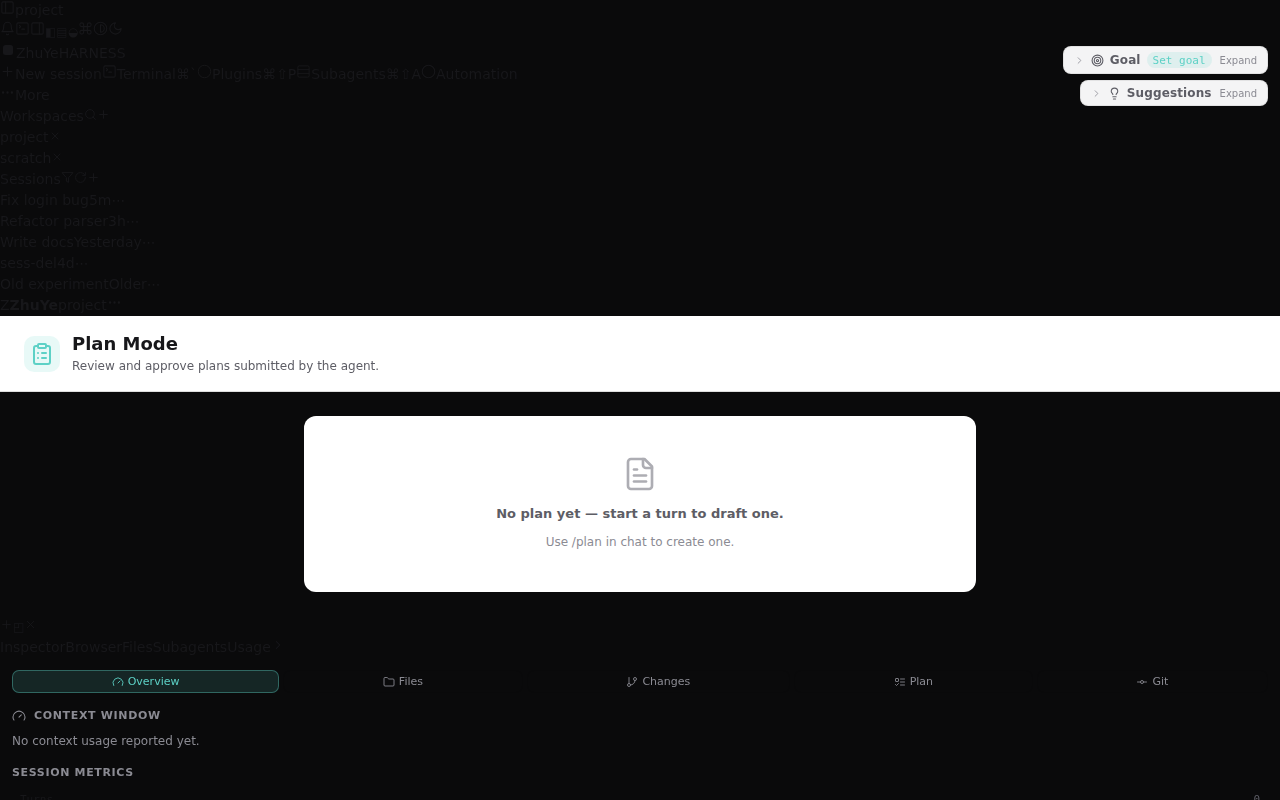 project
ZhuYeHARNESS
New session Terminal⌘` Plugins⌘⇧P Subagents⌘⇧A Automation
More
Workspaces
project
scratch
Sessions
Fix login bug5m
Refactor parser3h
Write docsYesterday
sess-del4d
Old experimentOlder
ZZhuYeproject
Goal Set goal Expand
Suggestions Expand
Plan Mode
Review and approve plans submitted by the agent.
No plan yet — start a turn to draft one.
Use /plan in chat to create one.
InspectorBrowserFilesSubagentsUsage
Overview Files Changes Plan Git
CONTEXT WINDOW
No context usage reported yet.
SESSION METRICS